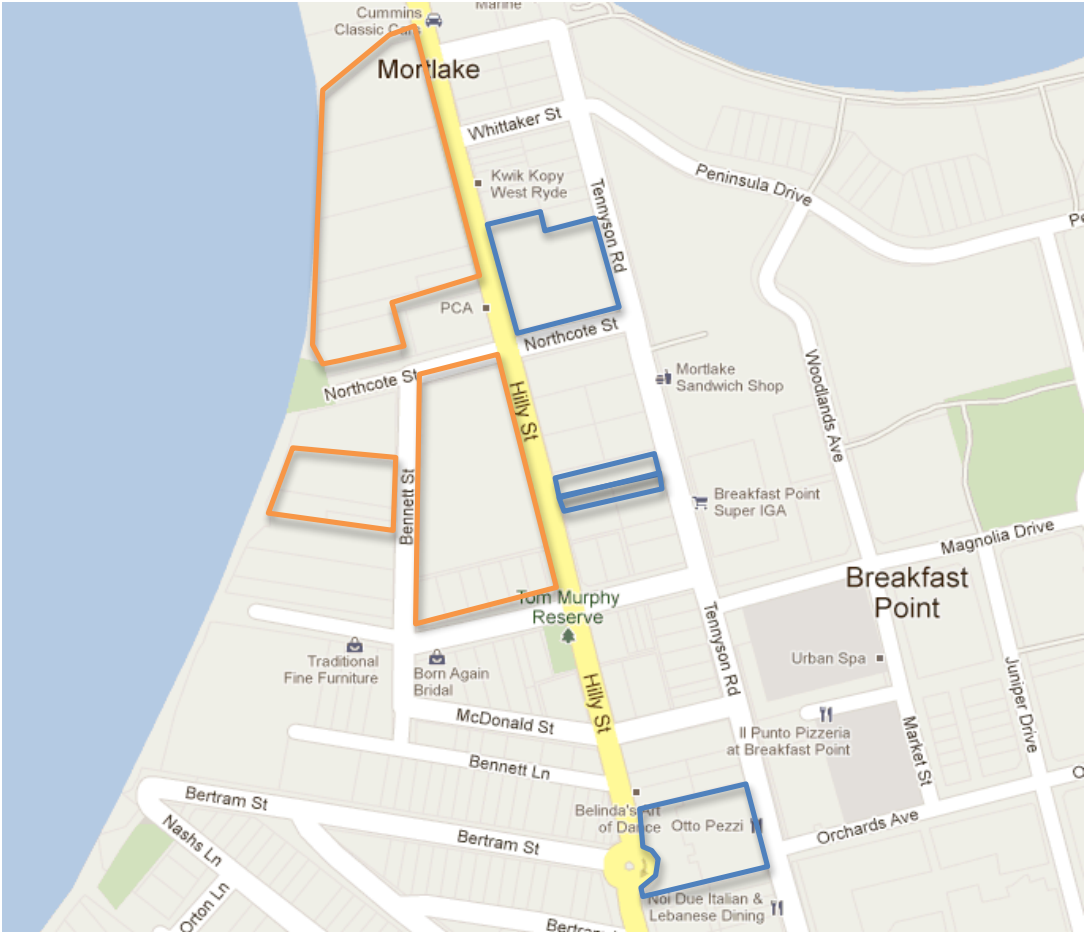 Marine
Cummins
Classic Cars
Mortlake
Whittaker St
Kwik Kopy
West Ryde
Peninsula Drive
Tennyson Rd
Pe
PCA
Northcote St
Northcote St
Mortlake
Sandwich Shop
Woodlands Ave
Hilly St
Bennett St
Breakfast Point
Super IGA
Magnolia Drive
Breakfast
Point
Tom Murphy
Reserve
Tennyson Rd
Traditional
Fine Furniture
Born Again
Bridal
Urban Spa
Juniper Drive
Hilly St
McDonald St
Il Punto Pizzeria
at Breakfast Point
Market St
Bennett Ln
Bertram St
Belinda's Art
of Dance
Otto Pezzi
Orchards Ave
O
Nashs Ln
Bertram St
Orton Ln
Noi Due Italian &
Lebanese Dining
Bertram